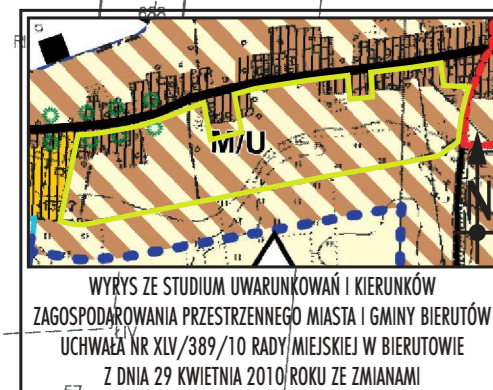 M/U
N
WYRYS ZE STUDIUM UWARUNKOWAŃ I KIERUNKÓW
ZAGOSPODAROWANIA PRZESTRZENNEGO MIASTA I GMINY BIERUTÓW
UCHWAŁA NR XLV/389/10 RADY MIEJSKIEJ W BIERUTOWIE
Z DNIA 29 KWIETNIA 2010 ROKU ZE ZMIANAMI